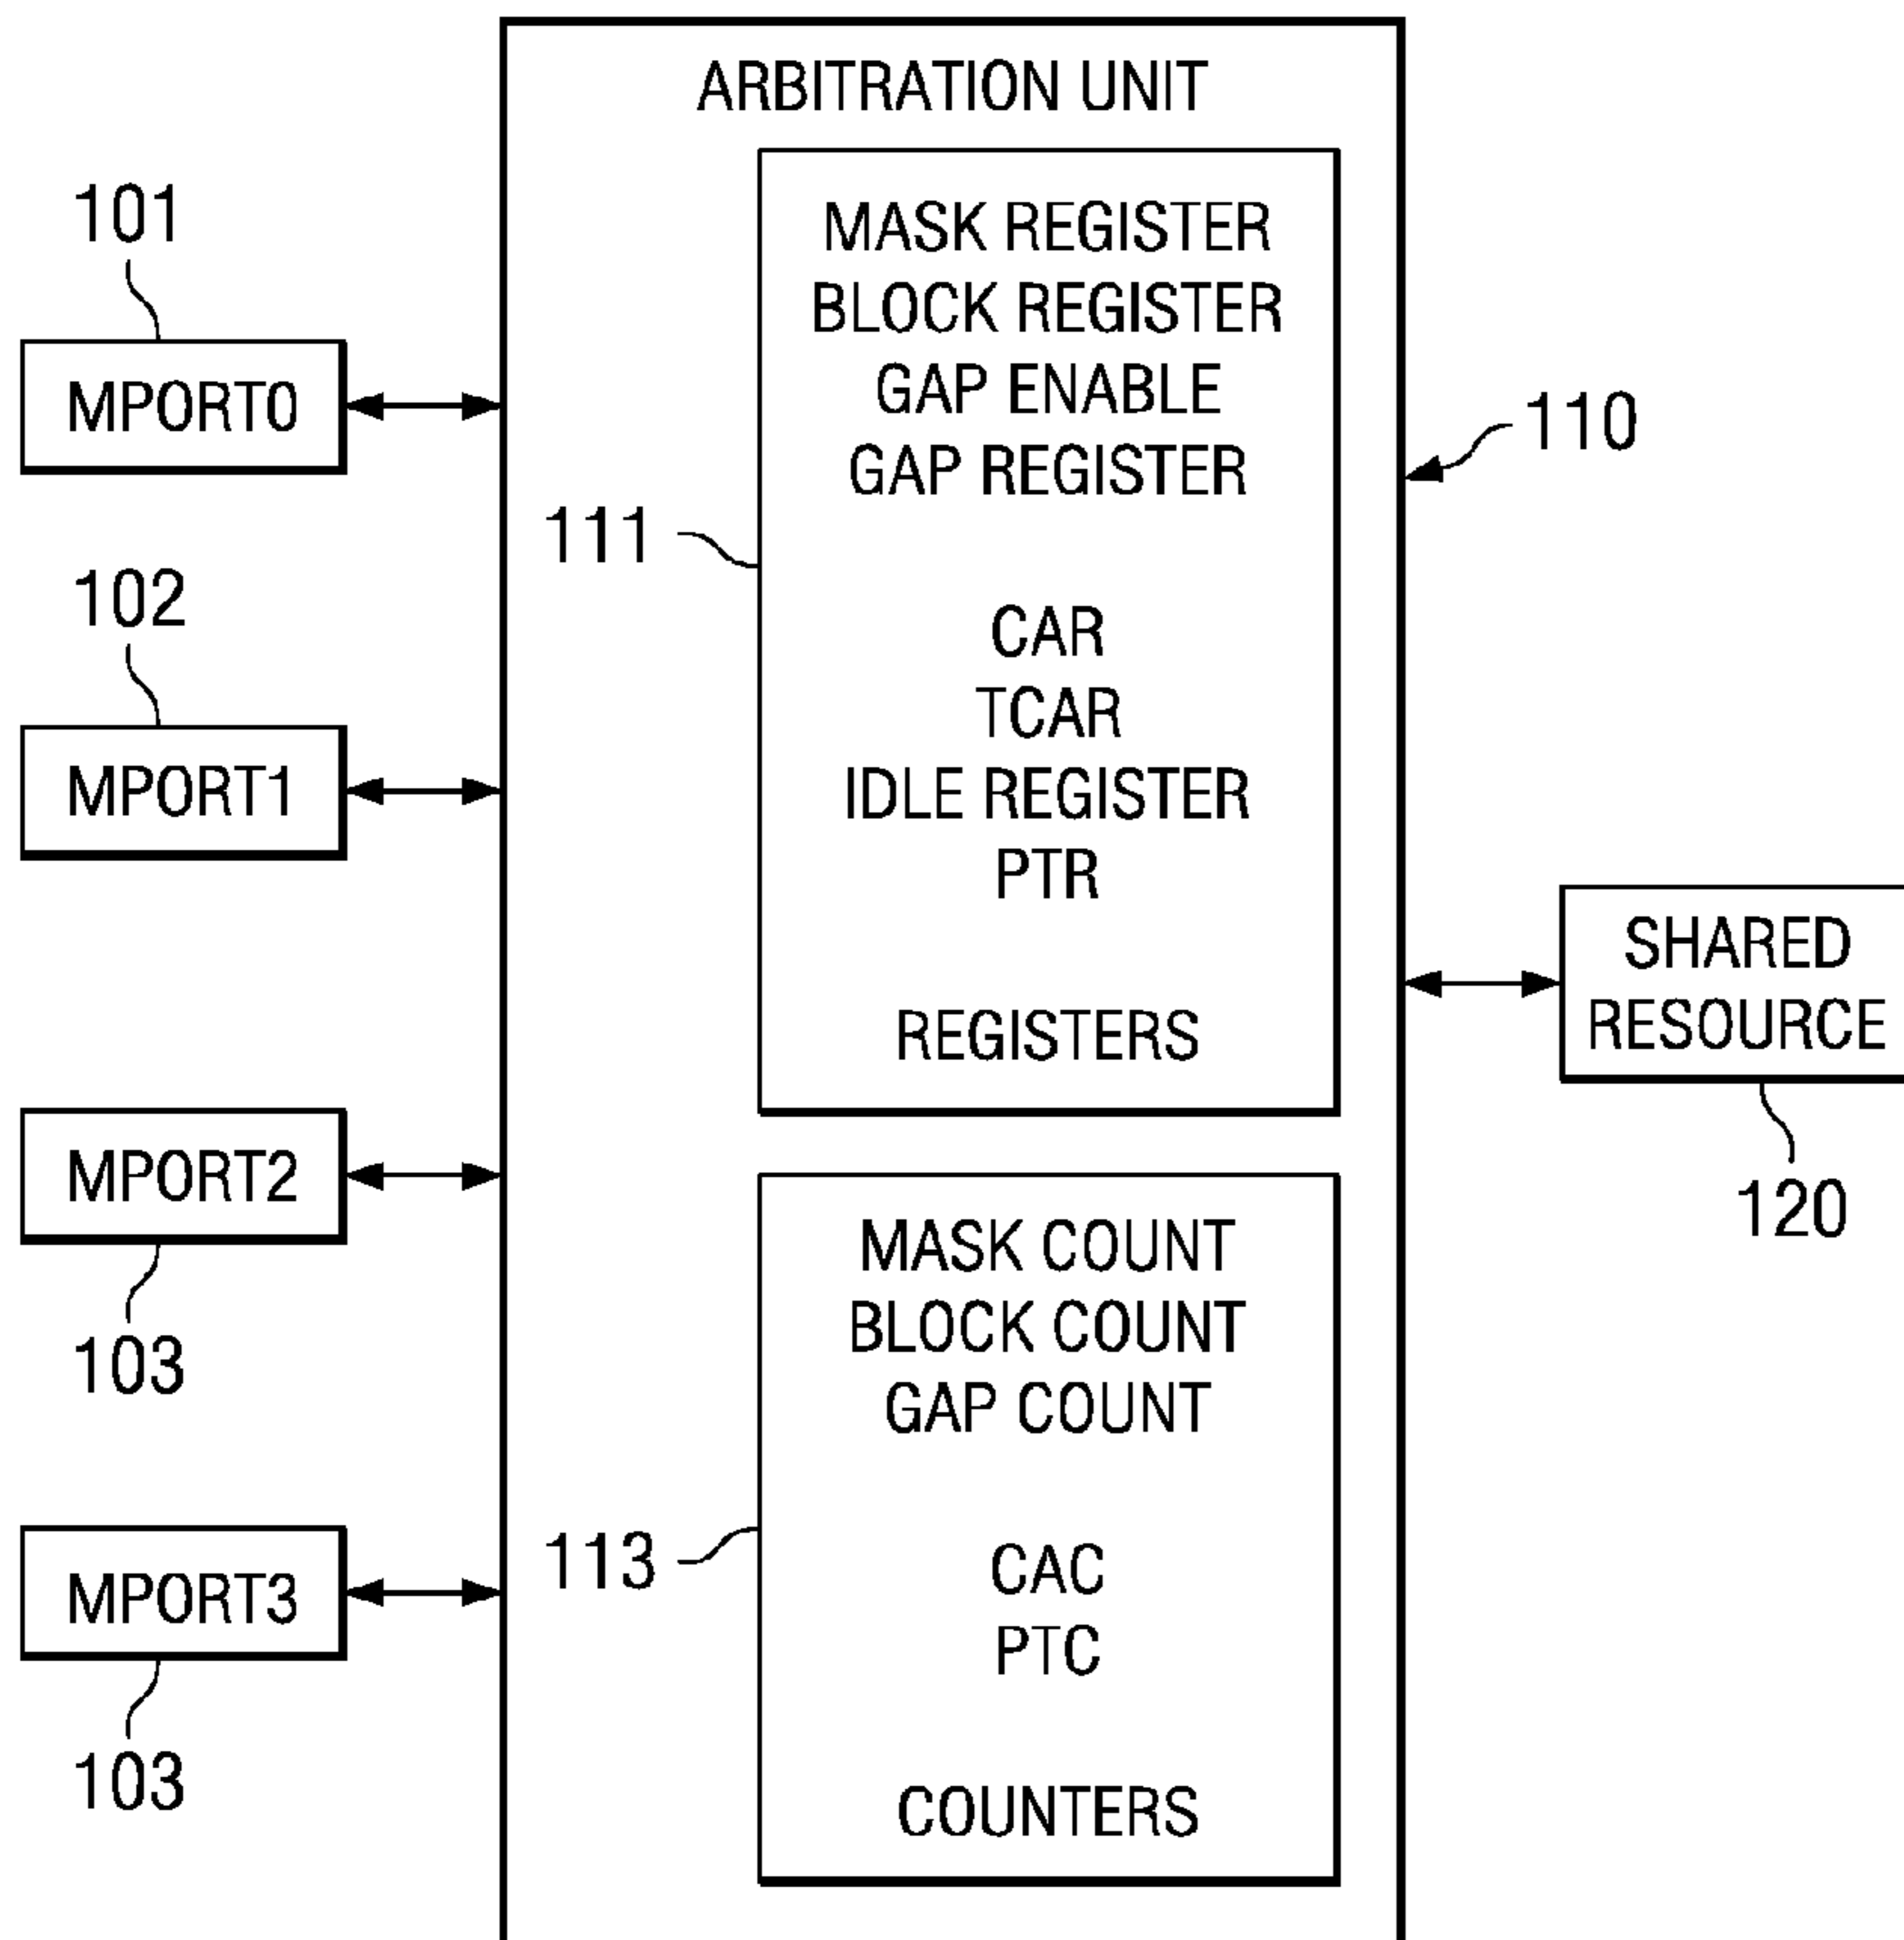 ARBITRATION UNIT
101
MPORT0
102
MPORT1
MPORT2
103
MPORT3
103
111
MASK REGISTER
BLOCK REGISTER
GAP ENABLE
GAP REGISTER
CAR
TCAR
IDLE REGISTER
PTR
REGISTERS
113
MASK COUNT
BLOCK COUNT
GAP COUNT
CAC
PTC
COUNTERS
110
SHARED
RESOURCE
120